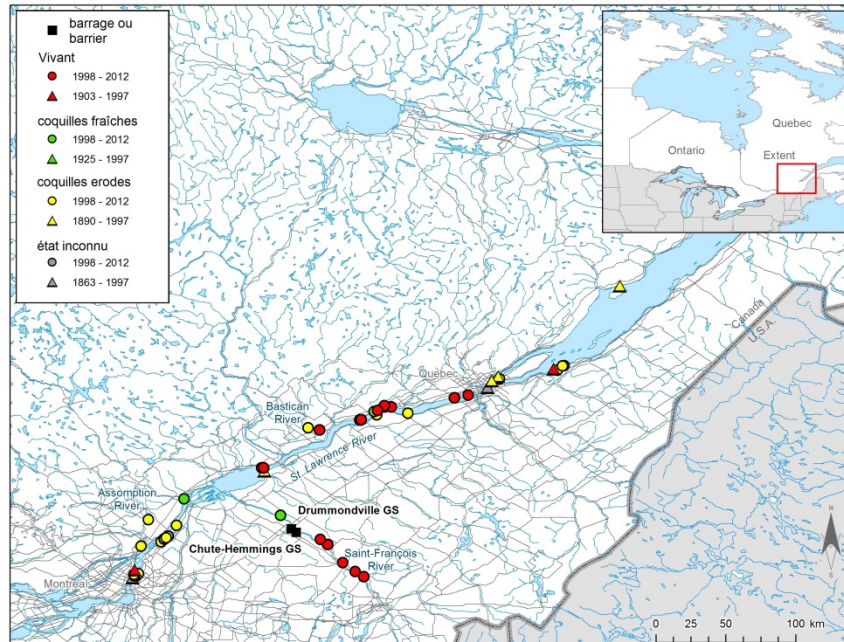 barrage ou
barrier
Vivant
1998 - 2012
1903 - 1997
coquilles fraîches
1998 - 2012
1925 - 1997
coquilles erodes
1998 - 2012
1890 - 1997
état inconnu
1998 - 2012
1863 - 1997
Quebec
Ontario
Extent
Canada
U.S.A.
Quebec
Bastican
River
St. Lawrence River
Assomption
River
Drummondville GS
Chute-Hemmings GS
Saint-François
River
Montreal
N
S
0 25 50 100 km